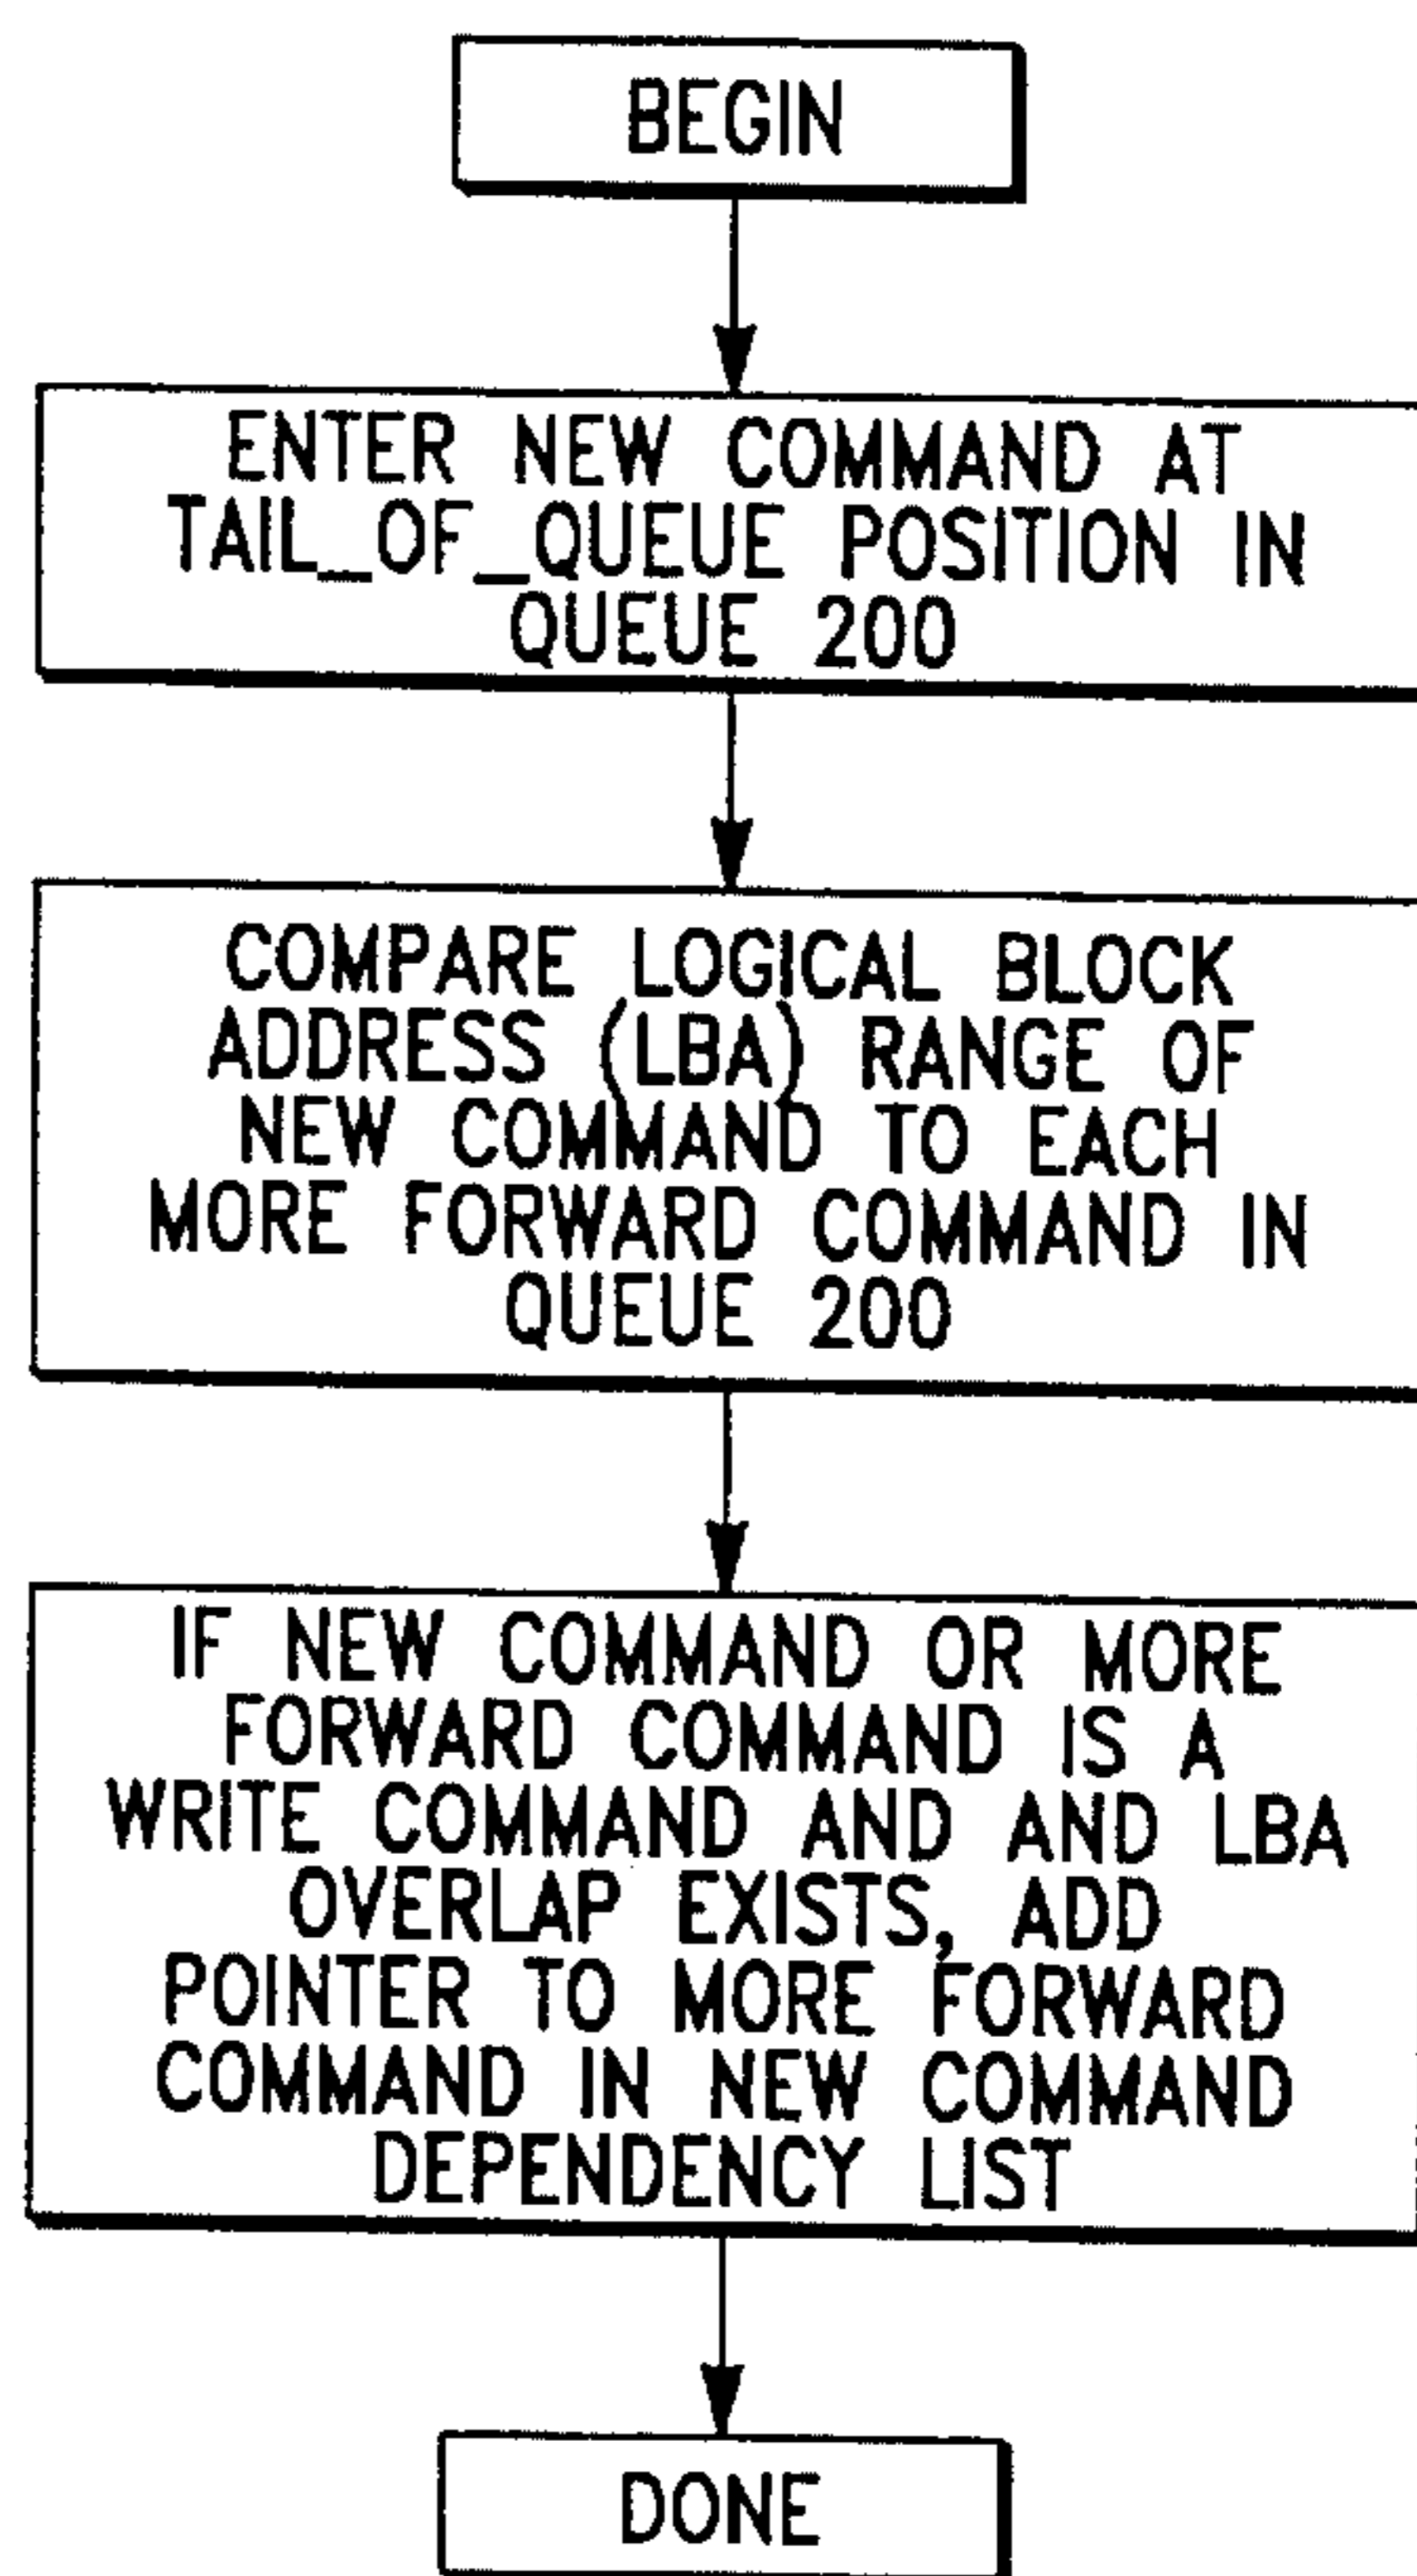 BEGIN
ENTER NEW COMMAND AT
TAIL_OF_QUEUE POSITION IN
QUEUE 200
COMPARE LOGICAL BLOCK
ADDRESS (LBA) RANGE OF
NEW COMMAND TO EACH
MORE FORWARD COMMAND IN
QUEUE 200
IF NEW COMMAND OR MORE
FORWARD COMMAND IS A
WRITE COMMAND AND AND LBA
OVERLAP EXISTS, ADD
POINTER TO MORE FORWARD
COMMAND IN NEW COMMAND
DEPENDENCY LIST
DONE